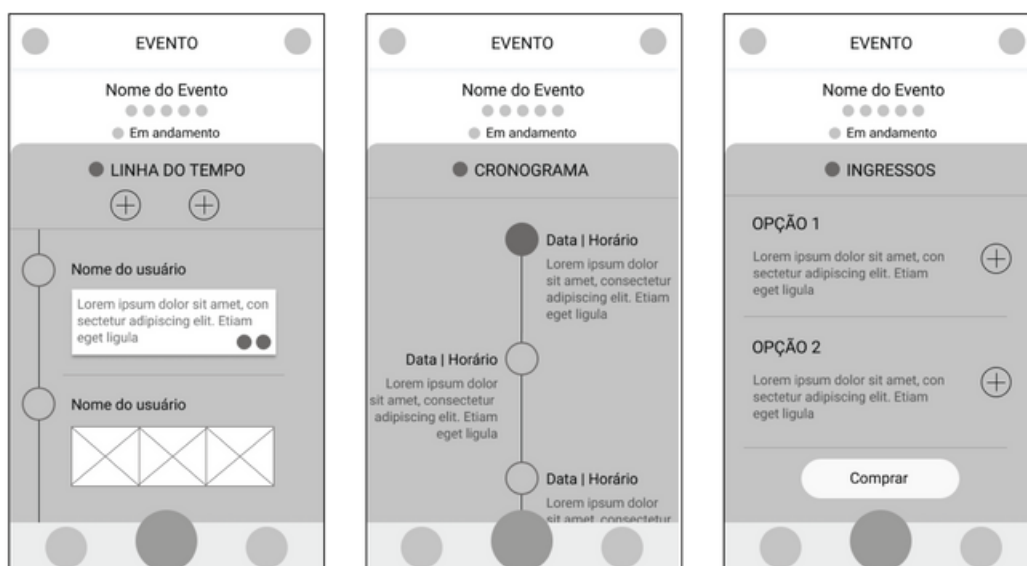 EVENTO
Nome do Evento
Em andamento
LINHA DO TEMPO
Nome do usuário
Lorem ipsum dolor sit amet, con
sectetur adipiscing elit. Etiam
eget ligula
Nome do usuário
EVENTO
Nome do Evento
Em andamento
CRONOGRAMA
Data | Horário
Lorem ipsum dolor
sit amet, consectetur
adipiscing elit. Etiam
eget ligula
Data | Horário
Lorem ipsum dolor
sit amet, consectetur
adipiscing elit. Etiam
eget ligula
Data | Horário
Lorem ipsum dolor
sit amet, consectetur
EVENTO
Nome do Evento
Em andamento
INGRESSOS
OPÇÃO 1
Lorem ipsum dolor sit amet, con
sectetur adipiscing elit. Etiam
eget ligula
OPÇÃO 2
Lorem ipsum dolor sit amet, con
sectetur adipiscing elit. Etiam
eget ligula
Comprar